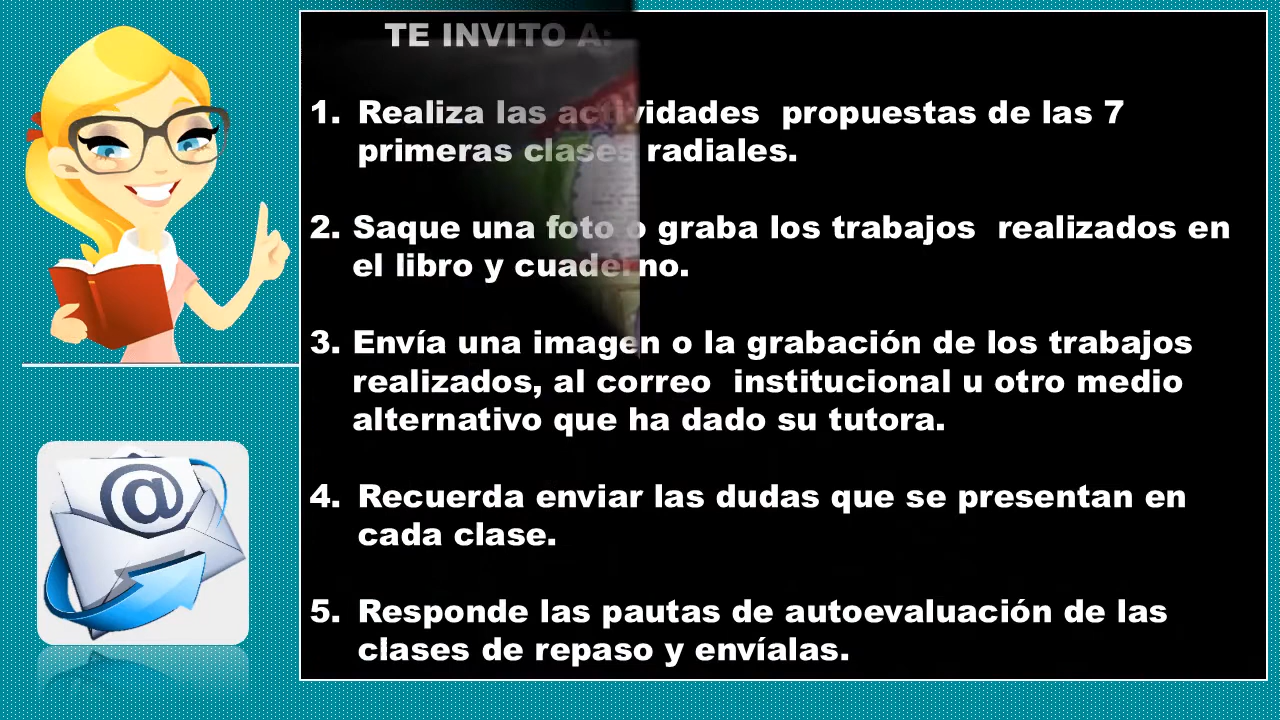 TE INVITO A:
1. Realiza las actividades propuestas de las 7
primeras clases radiales.
2. Saque una foto o graba los trabajos realizados en
el libro y cuaderno.
3. Envía una imagen o la grabación de los trabajos
realizados, al correo institucional u otro medio
alternativo que ha dado su tutora.
4. Recuerda enviar las dudas que se presentan en
cada clase.
5. Responde las pautas de autoevaluación de las
clases de repaso y envíalas.
@